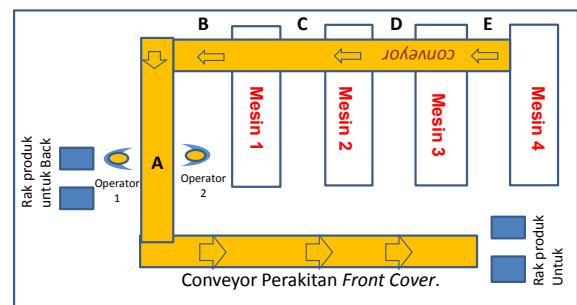 B
C
D
E
conveyor
Mesin 1
Mesin 2
Mesin 3
Mesin 4
A
Rak produk
untuk Back
Operator
1
Operator
2
Rak produk
Untuk
Conveyor Perakitan Front Cover.